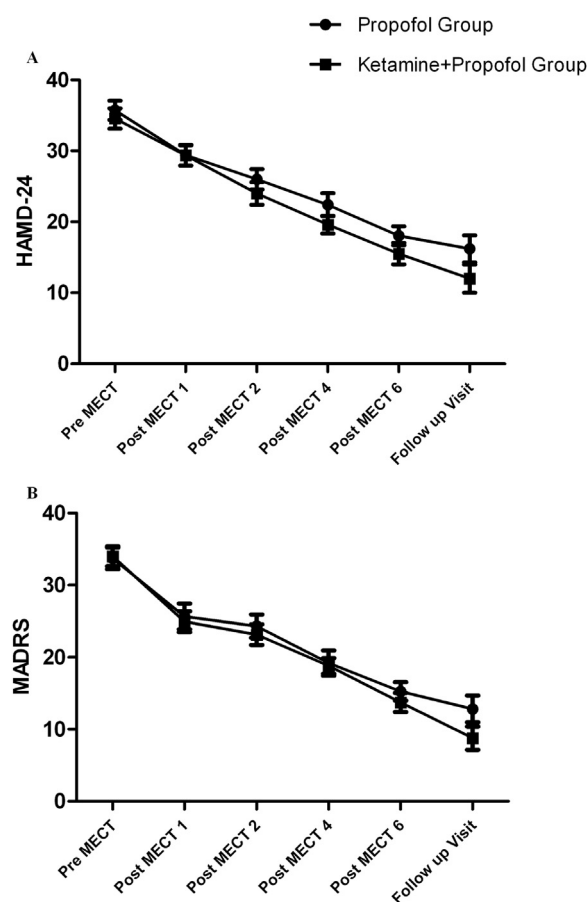 Propofol Group
Ketamine+Propofol Group
A
40
30
20
10
0
HAMD-24
Pre MECT
Post MECT 1
Post MECT 2
Post MECT 4
Post MECT 6
Follow up Visit
B
40
30
20
10
0
MADRS
Pre MECT
Post MECT 1
Post MECT 2
Post MECT 4
Post MECT 6
Follow up Visit